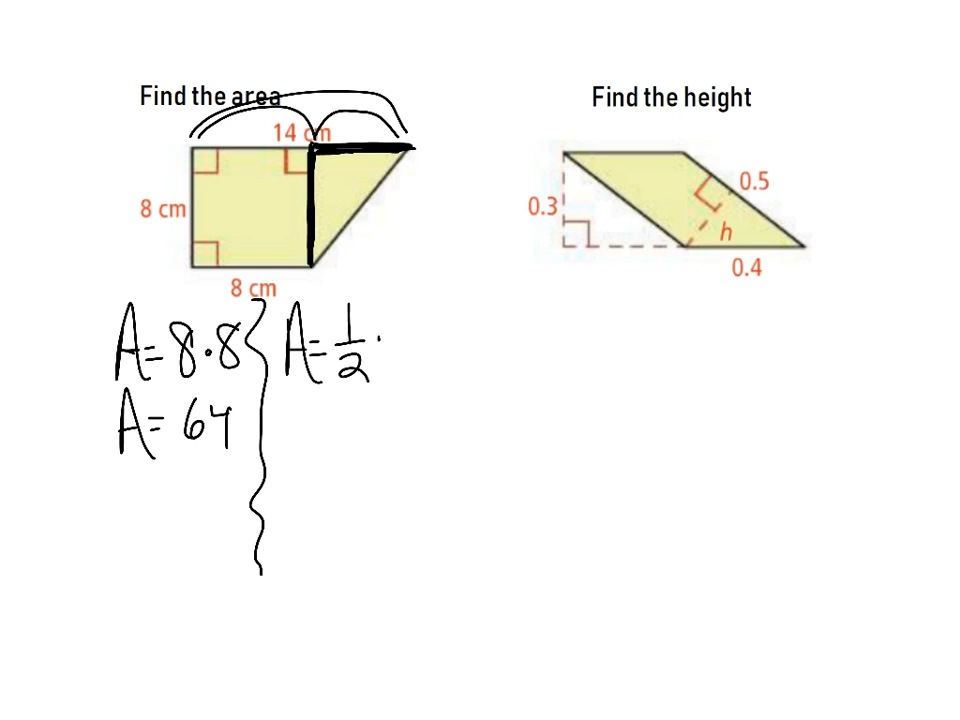 Find the area
14 cm
8 cm
8 cm
A = 8 · 8
A = 64
A = 1/2 ·
Find the height
0.5
0.3
h
0.4